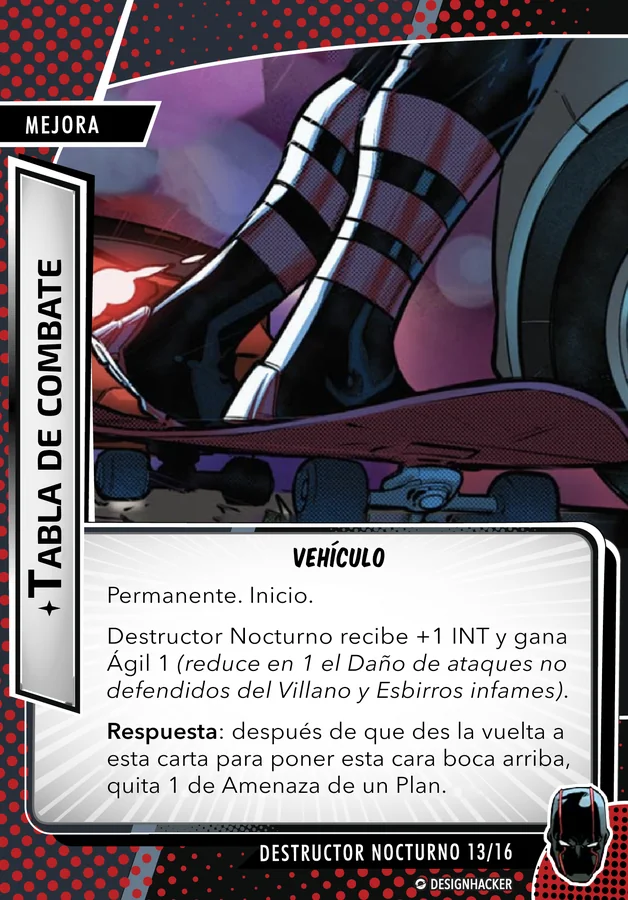 MEJORA
TABLA DE COMBATE
VEHÍCULO
Permanente. Inicio.
Destructor Nocturno recibe +1 INT y gana
Ágil 1 (reduce en 1 el Daño de ataques no
defendidos del Villano y Esbirros infames).
Respuesta: después de que des la vuelta a
esta carta para poner esta cara boca arriba,
quita 1 de Amenaza de un Plan.
DESTRUCTOR NOCTURNO 13/16
DESIGNHACKER